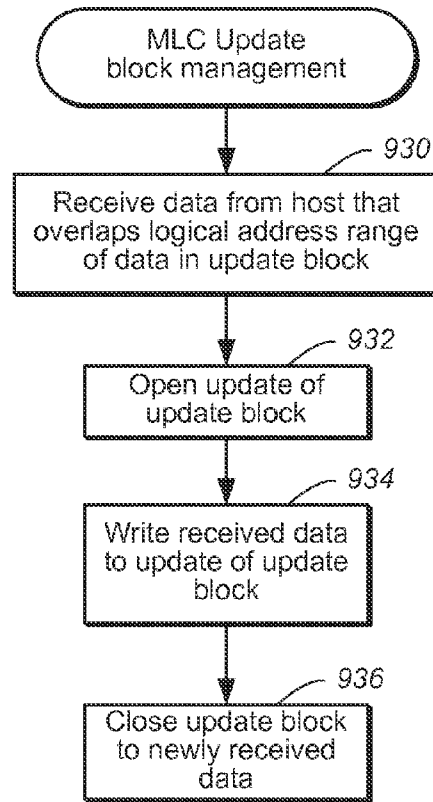 MLC Update
block management
930
Receive data from host that
overlaps logical address range
of data in update block
932
Open update of
update block
934
Write received data
to update of update
block
936
Close update block
to newly received
data